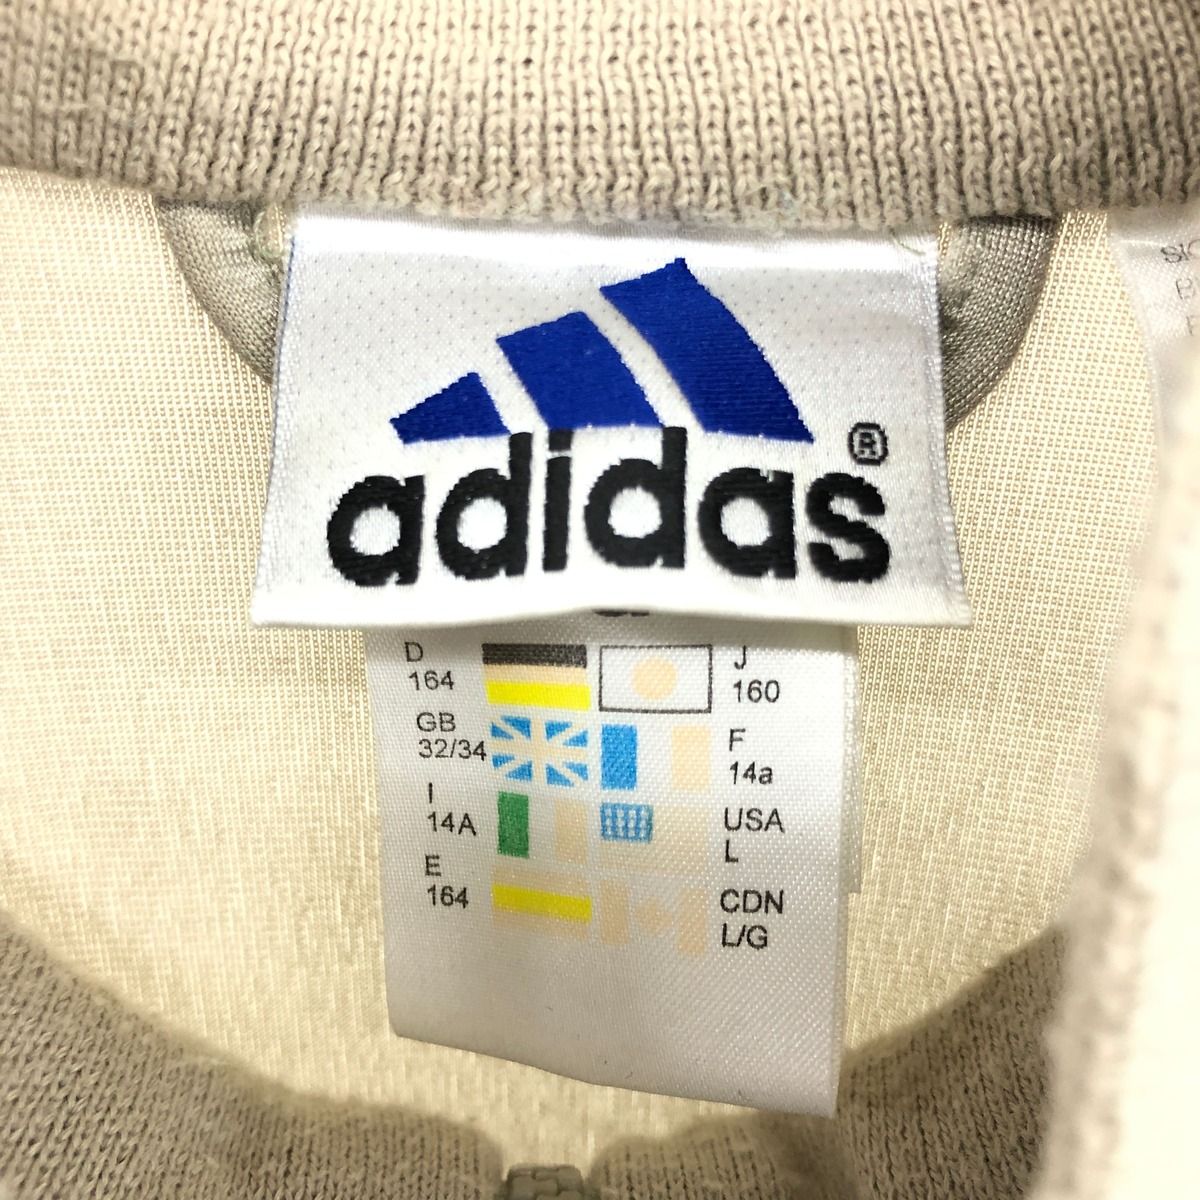 adidas®
D
164
J
160
GB
32/34
F
14a
I
14A
USA
L
E
164
CDN
L/G